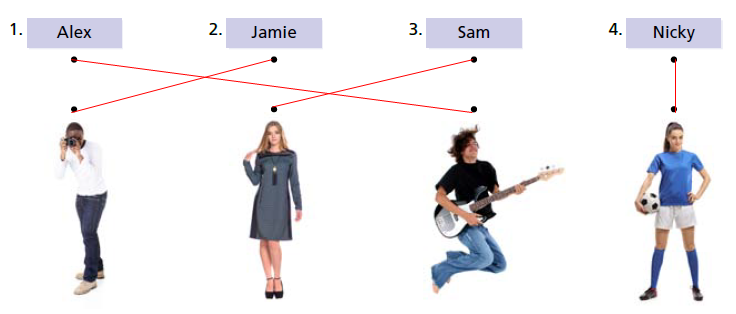 1. Alex
2. Jamie
3. Sam
4. Nicky